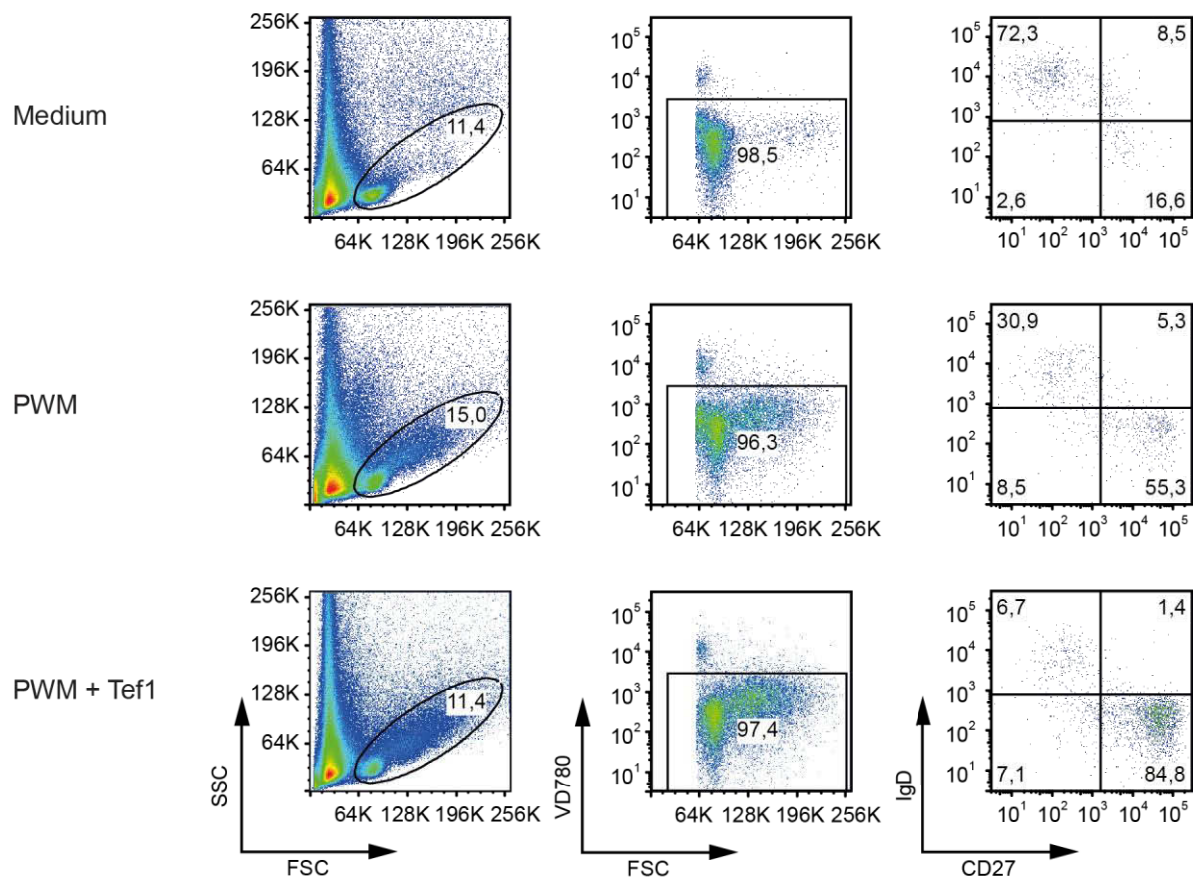 Medium
256K
196K
128K
64K
11,4
64K 128K 196K 256K
10^5
10^4
10^3
10^2
10^1
98,5
64K 128K 196K 256K
10^5
10^4
10^3
10^2
10^1
72,3 8,5
2,6 16,6
10^1 10^2 10^3 10^4 10^5
PWM
256K
196K
128K
64K
15,0
64K 128K 196K 256K
10^5
10^4
10^3
10^2
10^1
96,3
64K 128K 196K 256K
10^5
10^4
10^3
10^2
10^1
30,9 5,3
8,5 55,3
10^1 10^2 10^3 10^4 10^5
PWM + Tef1
256K
196K
128K
64K
11,4
64K 128K 196K 256K
SSC
FSC
10^5
10^4
10^3
10^2
10^1
97,4
64K 128K 196K 256K
VD780
FSC
10^5
10^4
10^3
10^2
10^1
6,7 1,4
7,1 84,8
10^1 10^2 10^3 10^4 10^5
IgD
CD27